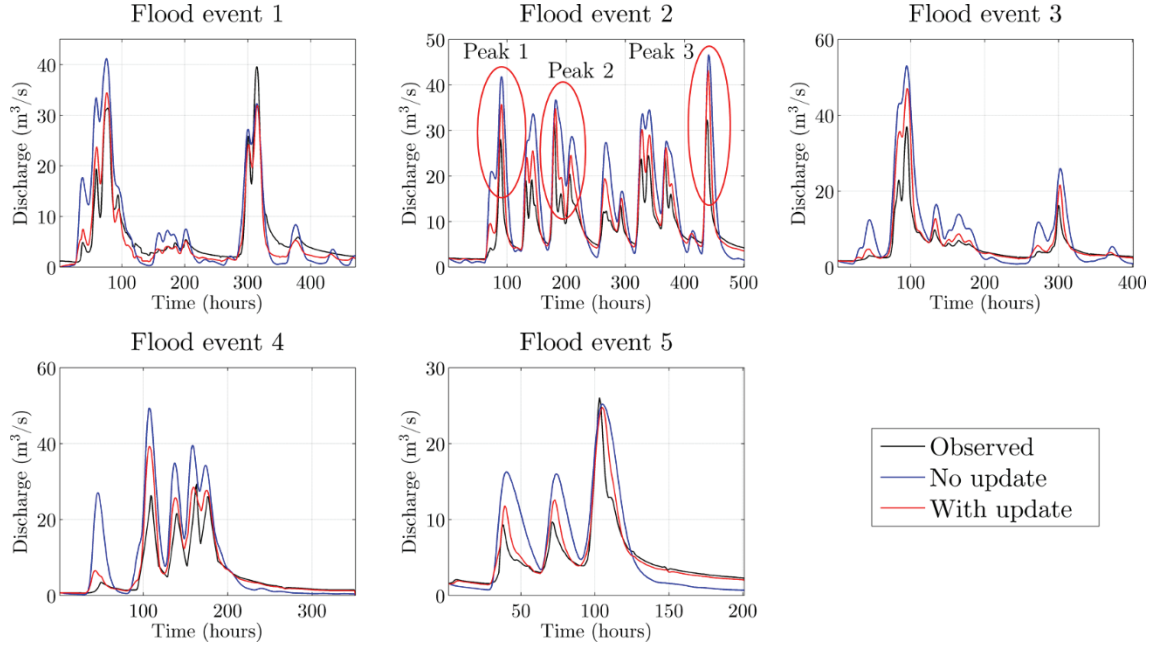 Flood event 1
Discharge (m³/s)
40
30
20
10
0
100 200 300 400
Time (hours)
Flood event 2
Discharge (m³/s)
50
40
30
20
10
0
Peak 1
Peak 2
Peak 3
100 200 300 400 500
Time (hours)
Flood event 3
Discharge (m³/s)
60
40
20
0
100 200 300 400
Time (hours)
Flood event 4
Discharge (m³/s)
60
40
20
0
100 200 300
Time (hours)
Flood event 5
Discharge (m³/s)
30
20
10
0
50 100 150 200
Time (hours)
Observed
No update
With update